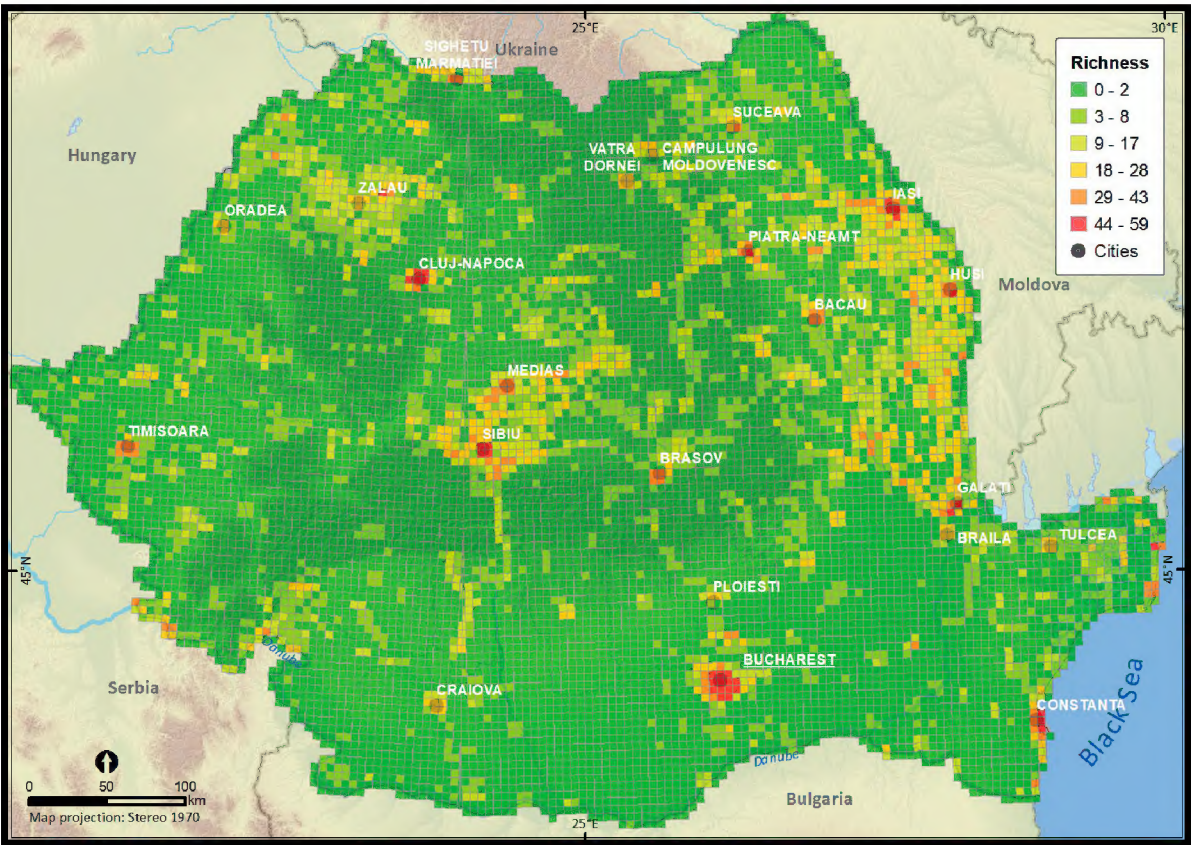 25°E
30°E
SIGHETU
MARMATIEI
Ukraine
Richness
0 - 2
3 - 8
9 - 17
18 - 28
29 - 43
44 - 59
Cities
SUCEAVA
Hungary
VATRA
DORNEI
CAMPULUNG
MOLDOVENESC
ZALAU
IASI
ORADEA
PIATRA-NEAMT
CLUJ-NAPOCA
HUSI
Moldova
BACAU
MEDIAS
TIMISOARA
SIBIU
BRASOV
GALATI
BRAILA
TULCEA
45°N
45°N
PLOIESTI
Danube
BUCHAREST
Serbia
CRAIOVA
CONSTANTA
Black Sea
Danube
0 50 100
km
Map projection: Stereo 1970
Bulgaria
25°E